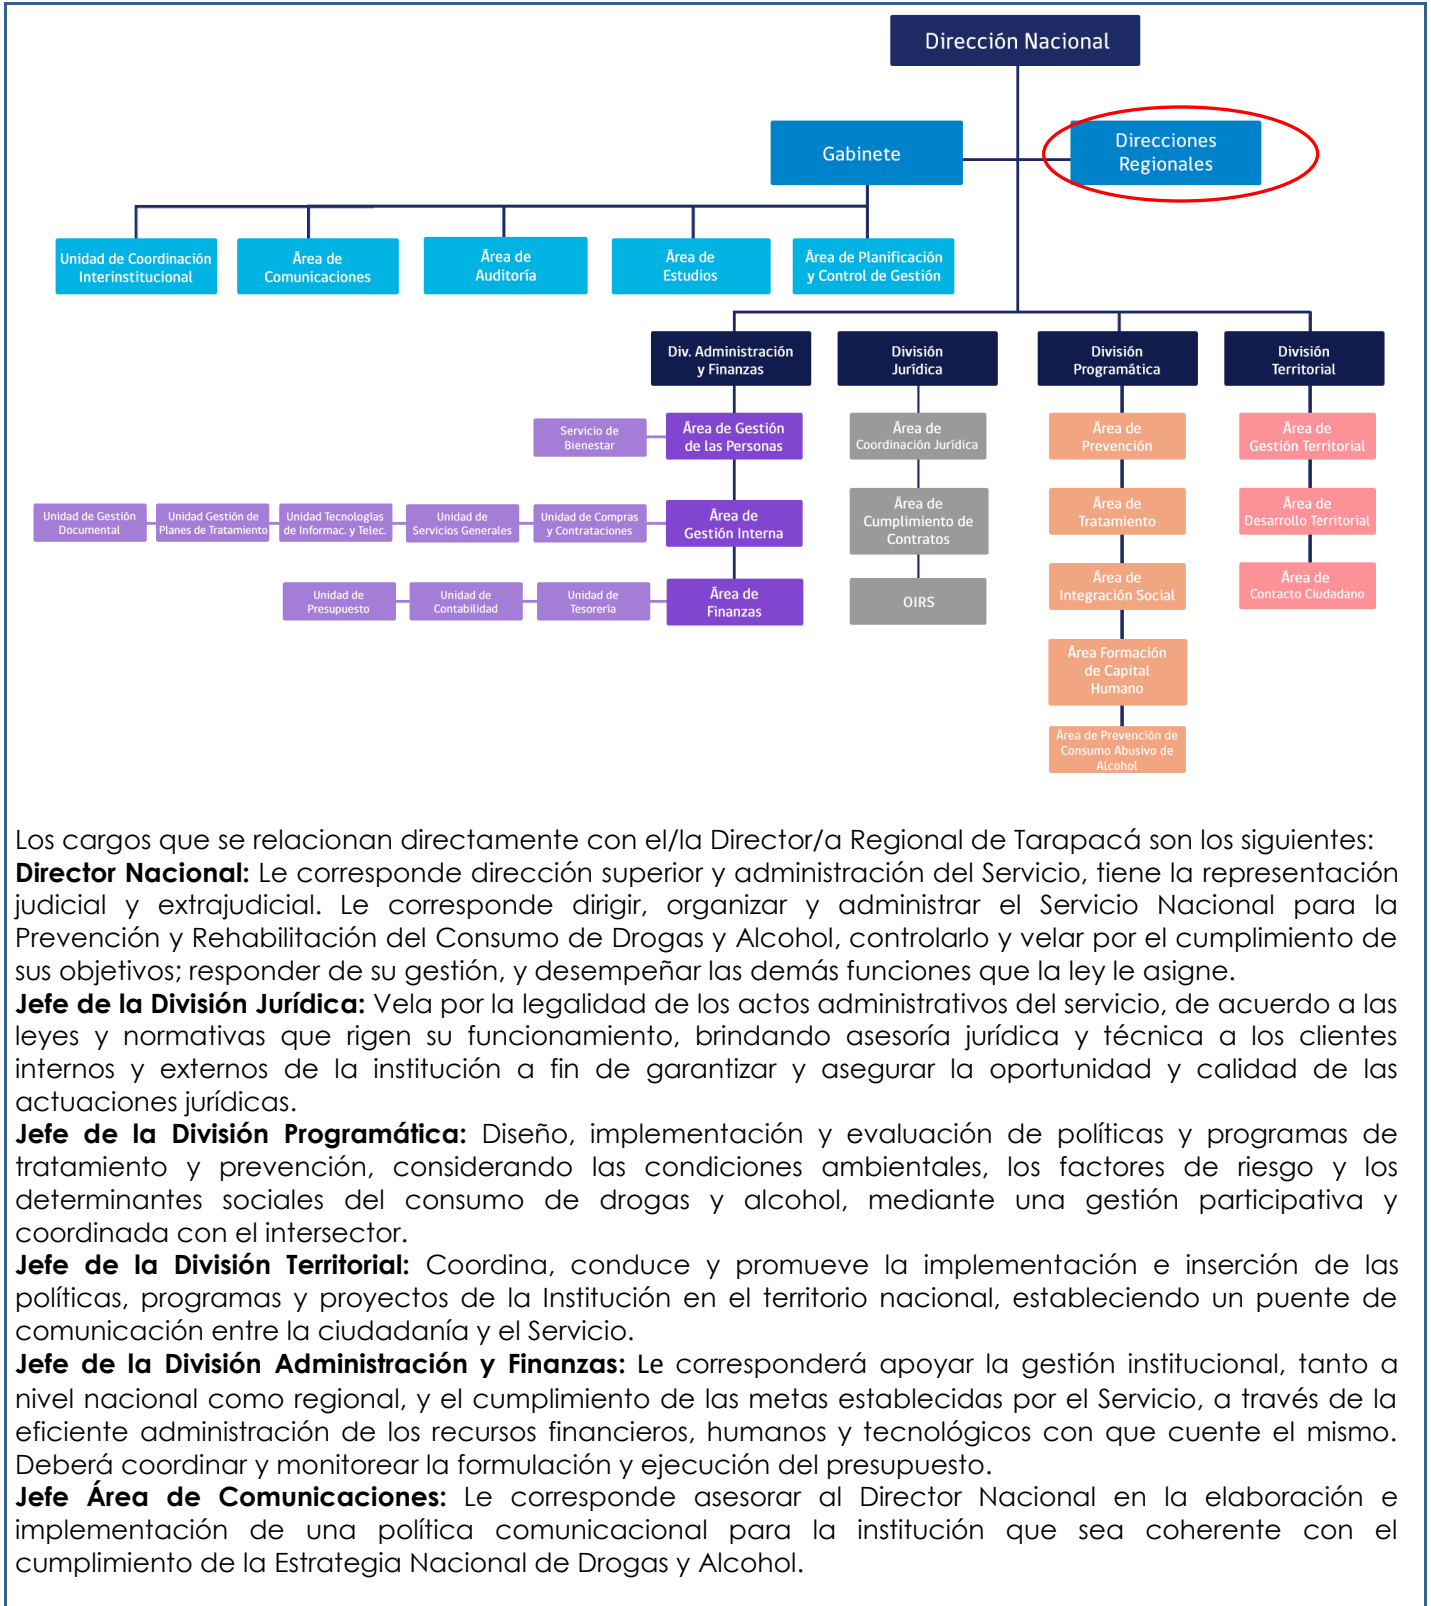 Dirección Nacional
Gabinete
Direcciones
Regionales
Unidad de Coordinación
Interinstitucional
Área de
Comunicaciones
Área de
Auditoría
Área de
Estudios
Área de Planificación
y Control de Gestión
Div. Administración
y Finanzas
División
Jurídica
División
Programática
División
Territorial
Servicio de
Bienestar
Área de Gestión
de las Personas
Área de
Coordinación Jurídica
Área de
Prevención
Área de
Gestión Territorial
Unidad de Gestión
Documental
Unidad Gestión de
Planes de Tratamiento
Unidad Tecnologías
de Informac. y Telec.
Unidad de
Servicios Generales
Unidad de Compras
y Contrataciones
Área de
Gestión Interna
Área de
Cumplimiento de
Contratos
Área de
Tratamiento
Área de
Desarrollo Territorial
Unidad de
Presupuesto
Unidad de
Contabilidad
Unidad de
Tesorería
Área de
Finanzas
OIRS
Área de
Integración Social
Área de
Contacto Ciudadano
Área Formación
de Capital
Humano
Área de Prevención de
Consumo Abusivo de
Alcohol
Los cargos que se relacionan directamente con el/la Director/a Regional de Tarapacá son los siguientes:
Director Nacional: Le corresponde dirección superior y administración del Servicio, tiene la representación
judicial y extrajudicial. Le corresponde dirigir, organizar y administrar el Servicio Nacional para la
Prevención y Rehabilitación del Consumo de Drogas y Alcohol, controlarlo y velar por el cumplimiento de
sus objetivos; responder de su gestión, y desempeñar las demás funciones que la ley le asigne.
Jefe de la División Jurídica: Vela por la legalidad de los actos administrativos del servicio, de acuerdo a las
leyes y normativas que rigen su funcionamiento, brindando asesoría jurídica y técnica a los clientes
internos y externos de la institución a fin de garantizar y asegurar la oportunidad y calidad de las
actuaciones jurídicas.
Jefe de la División Programática: Diseño, implementación y evaluación de políticas y programas de
tratamiento y prevención, considerando las condiciones ambientales, los factores de riesgo y los
determinantes sociales del consumo de drogas y alcohol, mediante una gestión participativa y
coordinada con el intersector.
Jefe de la División Territorial: Coordina, conduce y promueve la implementación e inserción de las
políticas, programas y proyectos de la Institución en el territorio nacional, estableciendo un puente de
comunicación entre la ciudadanía y el Servicio.
Jefe de la División Administración y Finanzas: Le corresponderá apoyar la gestión institucional, tanto a
nivel nacional como regional, y el cumplimiento de las metas establecidas por el Servicio, a través de la
eficiente administración de los recursos financieros, humanos y tecnológicos con que cuente el mismo.
Deberá coordinar y monitorear la formulación y ejecución del presupuesto.
Jefe Área de Comunicaciones: Le corresponde asesorar al Director Nacional en la elaboración e
implementación de una política comunicacional para la institución que sea coherente con el
cumplimiento de la Estrategia Nacional de Drogas y Alcohol.